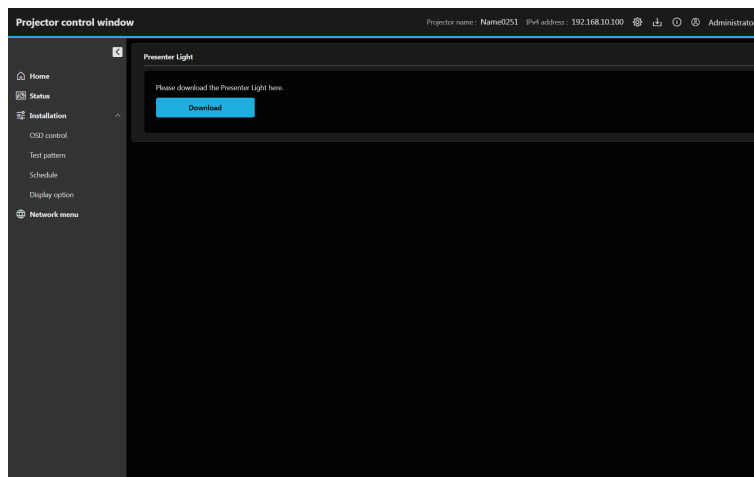 Projector control window
Projector name : Name0251 IPv4 address : 192.168.10.100 Administrator
Home
Status
Installation
OSD control
Test pattern
Schedule
Display option
Network menu
Presenter Light
Please download the Presenter Light here.
Download